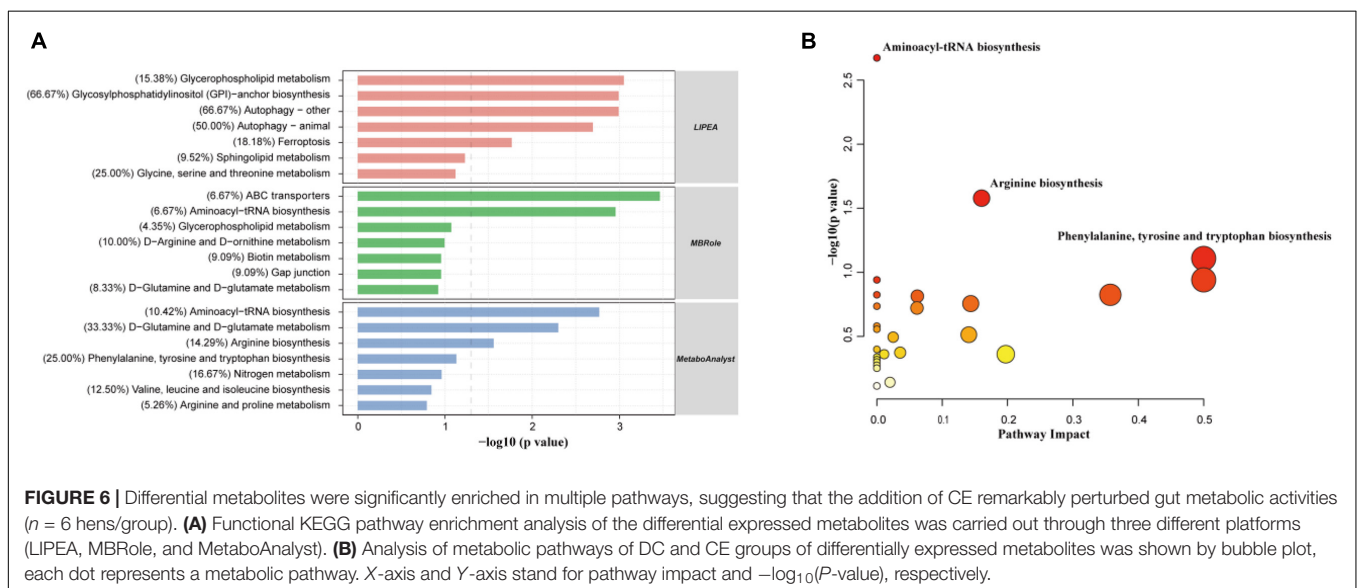 A
(15.38%) Glycerophospholipid metabolism
(66.67%) Glycosylphosphatidylinositol (GPI)−anchor biosynthesis
(66.67%) Autophagy − other
(50.00%) Autophagy − animal
(18.18%) Ferroptosis
(9.52%) Sphingolipid metabolism
(25.00%) Glycine, serine and threonine metabolism
LIPEA
(6.67%) ABC transporters
(6.67%) Aminoacyl−tRNA biosynthesis
(4.35%) Glycerophospholipid metabolism
(10.00%) D−Arginine and D−ornithine metabolism
(9.09%) Biotin metabolism
(9.09%) Gap junction
(8.33%) D−Glutamine and D−glutamate metabolism
MBRole
(10.42%) Aminoacyl−tRNA biosynthesis
(33.33%) D−Glutamine and D−glutamate metabolism
(14.29%) Arginine biosynthesis
(25.00%) Phenylalanine, tyrosine and tryptophan biosynthesis
(16.67%) Nitrogen metabolism
(12.50%) Valine, leucine and isoleucine biosynthesis
(5.26%) Arginine and proline metabolism
MetaboAnalyst
0 1 2 3
−log10 (p value)
B
Aminoacyl-tRNA biosynthesis
Arginine biosynthesis
Phenylalanine, tyrosine and tryptophan biosynthesis
2.5
2.0
1.5
1.0
0.5
−log10(p value)
0.0 0.1 0.2 0.3 0.4 0.5
Pathway Impact
FIGURE 6 | Differential metabolites were significantly enriched in multiple pathways, suggesting that the addition of CE remarkably perturbed gut metabolic activities
(n = 6 hens/group). (A) Functional KEGG pathway enrichment analysis of the differential expressed metabolites was carried out through three different platforms
(LIPEA, MBRole, and MetaboAnalyst). (B) Analysis of metabolic pathways of DC and CE groups of differentially expressed metabolites was shown by bubble plot,
each dot represents a metabolic pathway. X-axis and Y-axis stand for pathway impact and −log10(P-value), respectively.